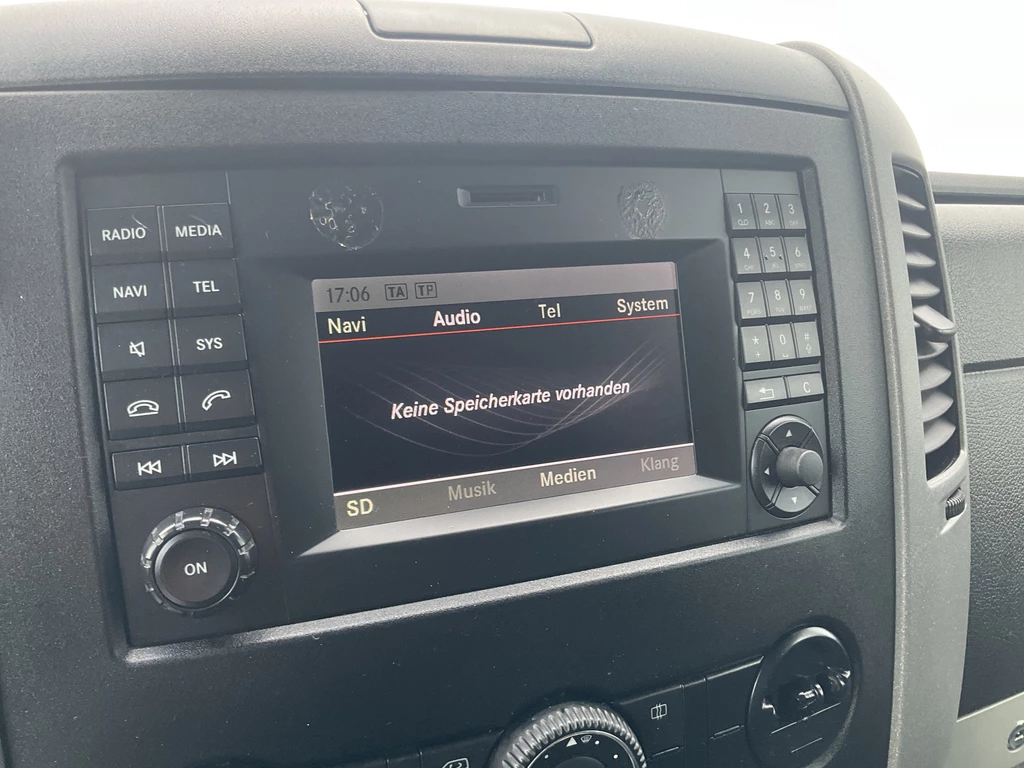 RADIO MEDIA
NAVI TEL
SYS
ON
17:06 TA TP
Navi Audio Tel System
Keine Speicherkarte vorhanden
SD Musik Medien Klang
1 2 3
4 5 6
7 8 9
* 0 #
C